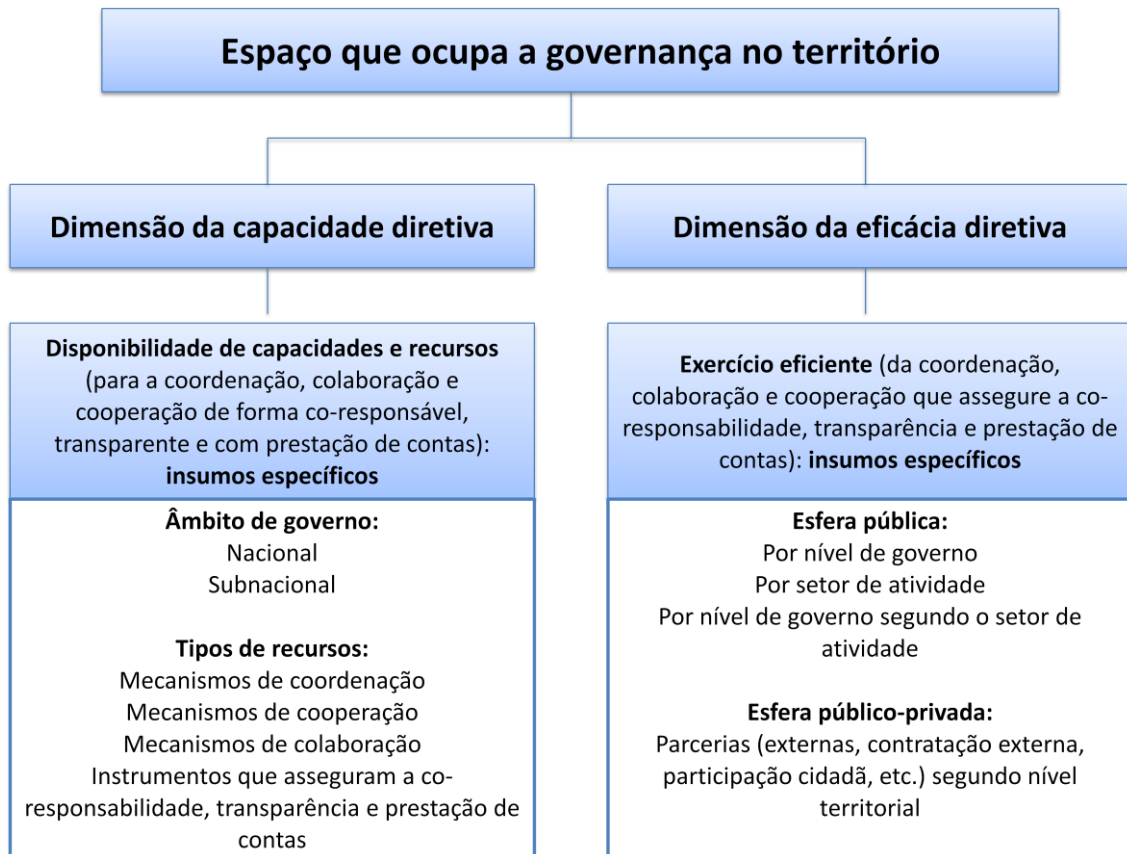 Espaço que ocupa a governança no território
Dimensão da capacidade diretiva
Disponibilidade de capacidades e recursos
(para a coordenação, colaboração e
cooperação de forma co-responsável,
transparente e com prestação de contas):
insumos específicos
Âmbito de governo:
Nacional
Subnacional
Tipos de recursos:
Mecanismos de coordenação
Mecanismos de cooperação
Mecanismos de colaboração
Instrumentos que asseguram a co-
responsabilidade, transparência e prestação de
contas
Dimensão da eficácia diretiva
Exercício eficiente (da coordenação,
colaboração e cooperação que assegure a co-
responsabilidade, transparência e prestação de
contas): insumos específicos
Esfera pública:
Por nível de governo
Por setor de atividade
Por nível de governo segundo o setor de
atividade
Esfera público-privada:
Parcerias (externas, contratação externa,
participação cidadã, etc.) segundo nível
territorial